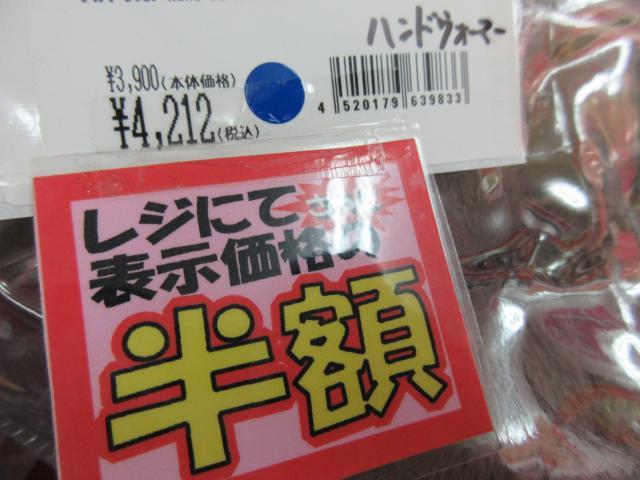 ハンドウォーマー
¥3,900(本体価格)
¥4,212(税込)
4 520179 639833
レジにて
表示価格の
半額